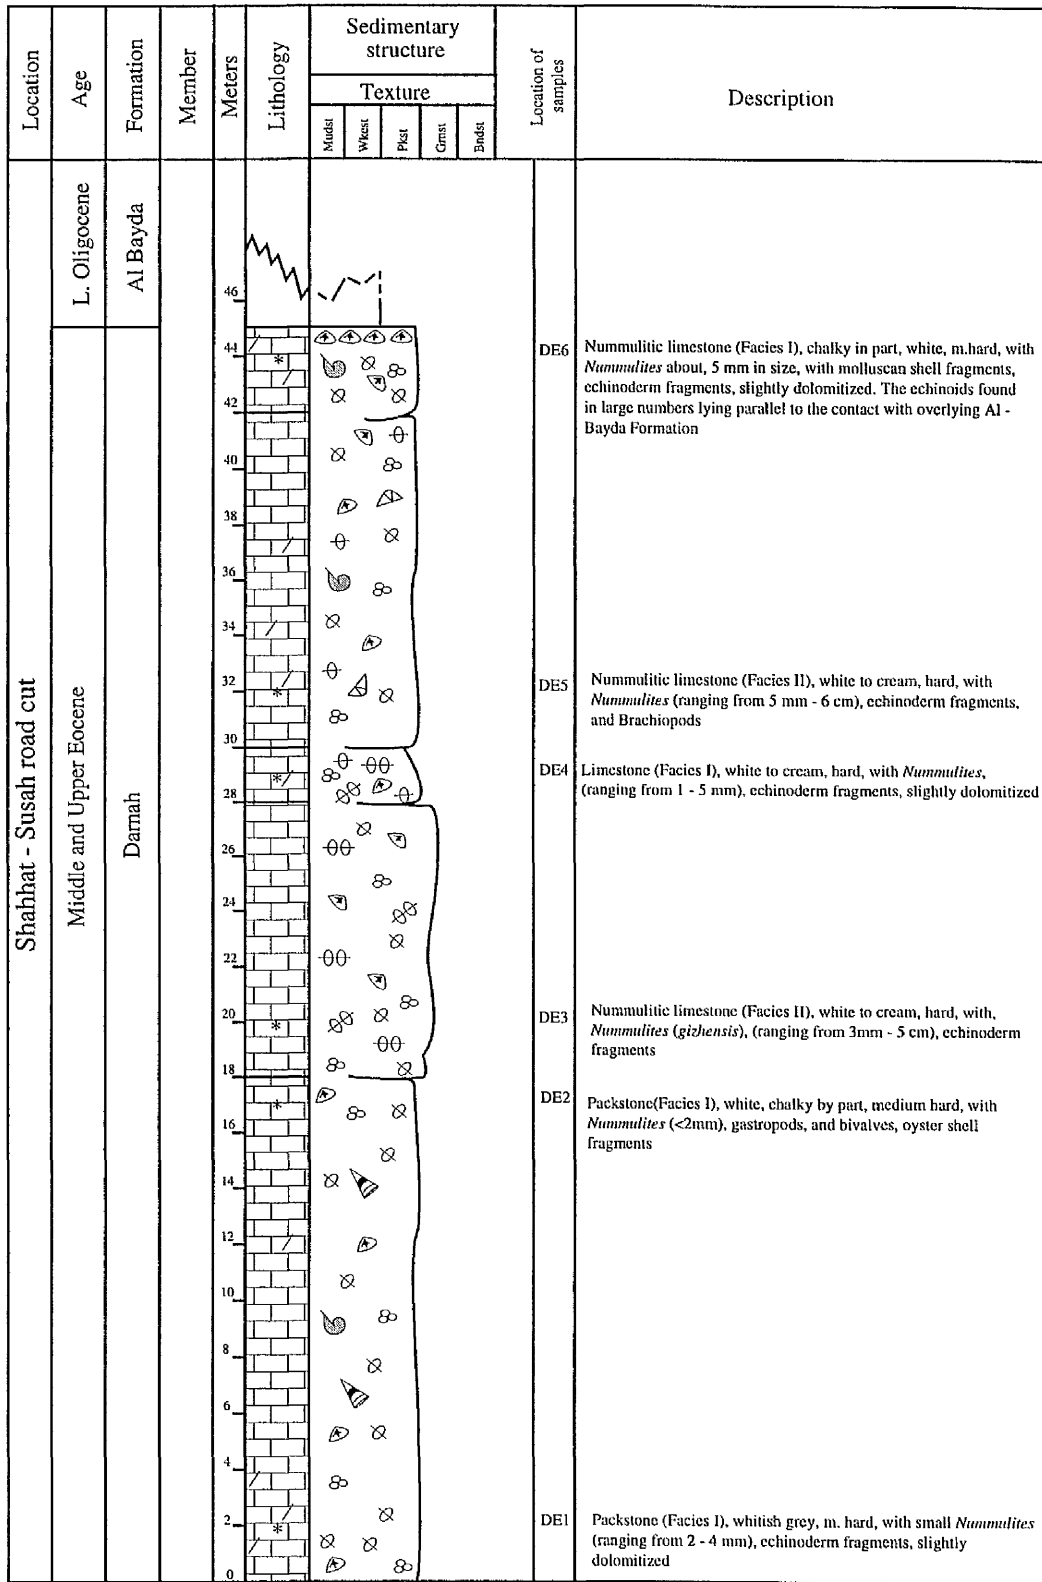 Location
Age
Formation
Member
Meters
Lithology
Sedimentary
structure
Texture
Mudst
Wkest
Pkst
Grnst
Bndst
Location of
samples
Description
Shahhat - Susah road cut
L. Oligocene
Middle and Upper Eocene
Al Bayda
Darnah
46
44
42
40
38
36
34
32
30
28
26
24
22
20
18
16
14
12
10
8
6
4
2
0
DE6
Nummulitic limestone (Facies I), chalky in part, white, m.hard, with
Nummulites about, 5 mm in size, with molluscan shell fragments,
echinoderm fragments, slightly dolomitized. The echinoids found
in large numbers lying parallel to the contact with overlying Al -
Bayda Formation
DE5
Nummulitic limestone (Facies II), white to cream, hard, with
Nummulites (ranging from 5 mm - 6 cm), echinoderm fragments,
and Brachiopods
DE4
Limestone (Facies I), white to cream, hard, with Nummulites,
(ranging from 1 - 5 mm), echinoderm fragments, slightly dolomitized
DE3
Nummulitic limestone (Facies II), white to cream, hard, with,
Nummulites (gizhensis), (ranging from 3mm - 5 cm), echinoderm
fragments
DE2
Packstone(Facies I), white, chalky by part, medium hard, with
Nummulites (<2mm), gastropods, and bivalves, oyster shell
fragments
DE1
Packstone (Facies I), whitish grey, m. hard, with small Nummulites
(ranging from 2 - 4 mm), echinoderm fragments, slightly
dolomitized